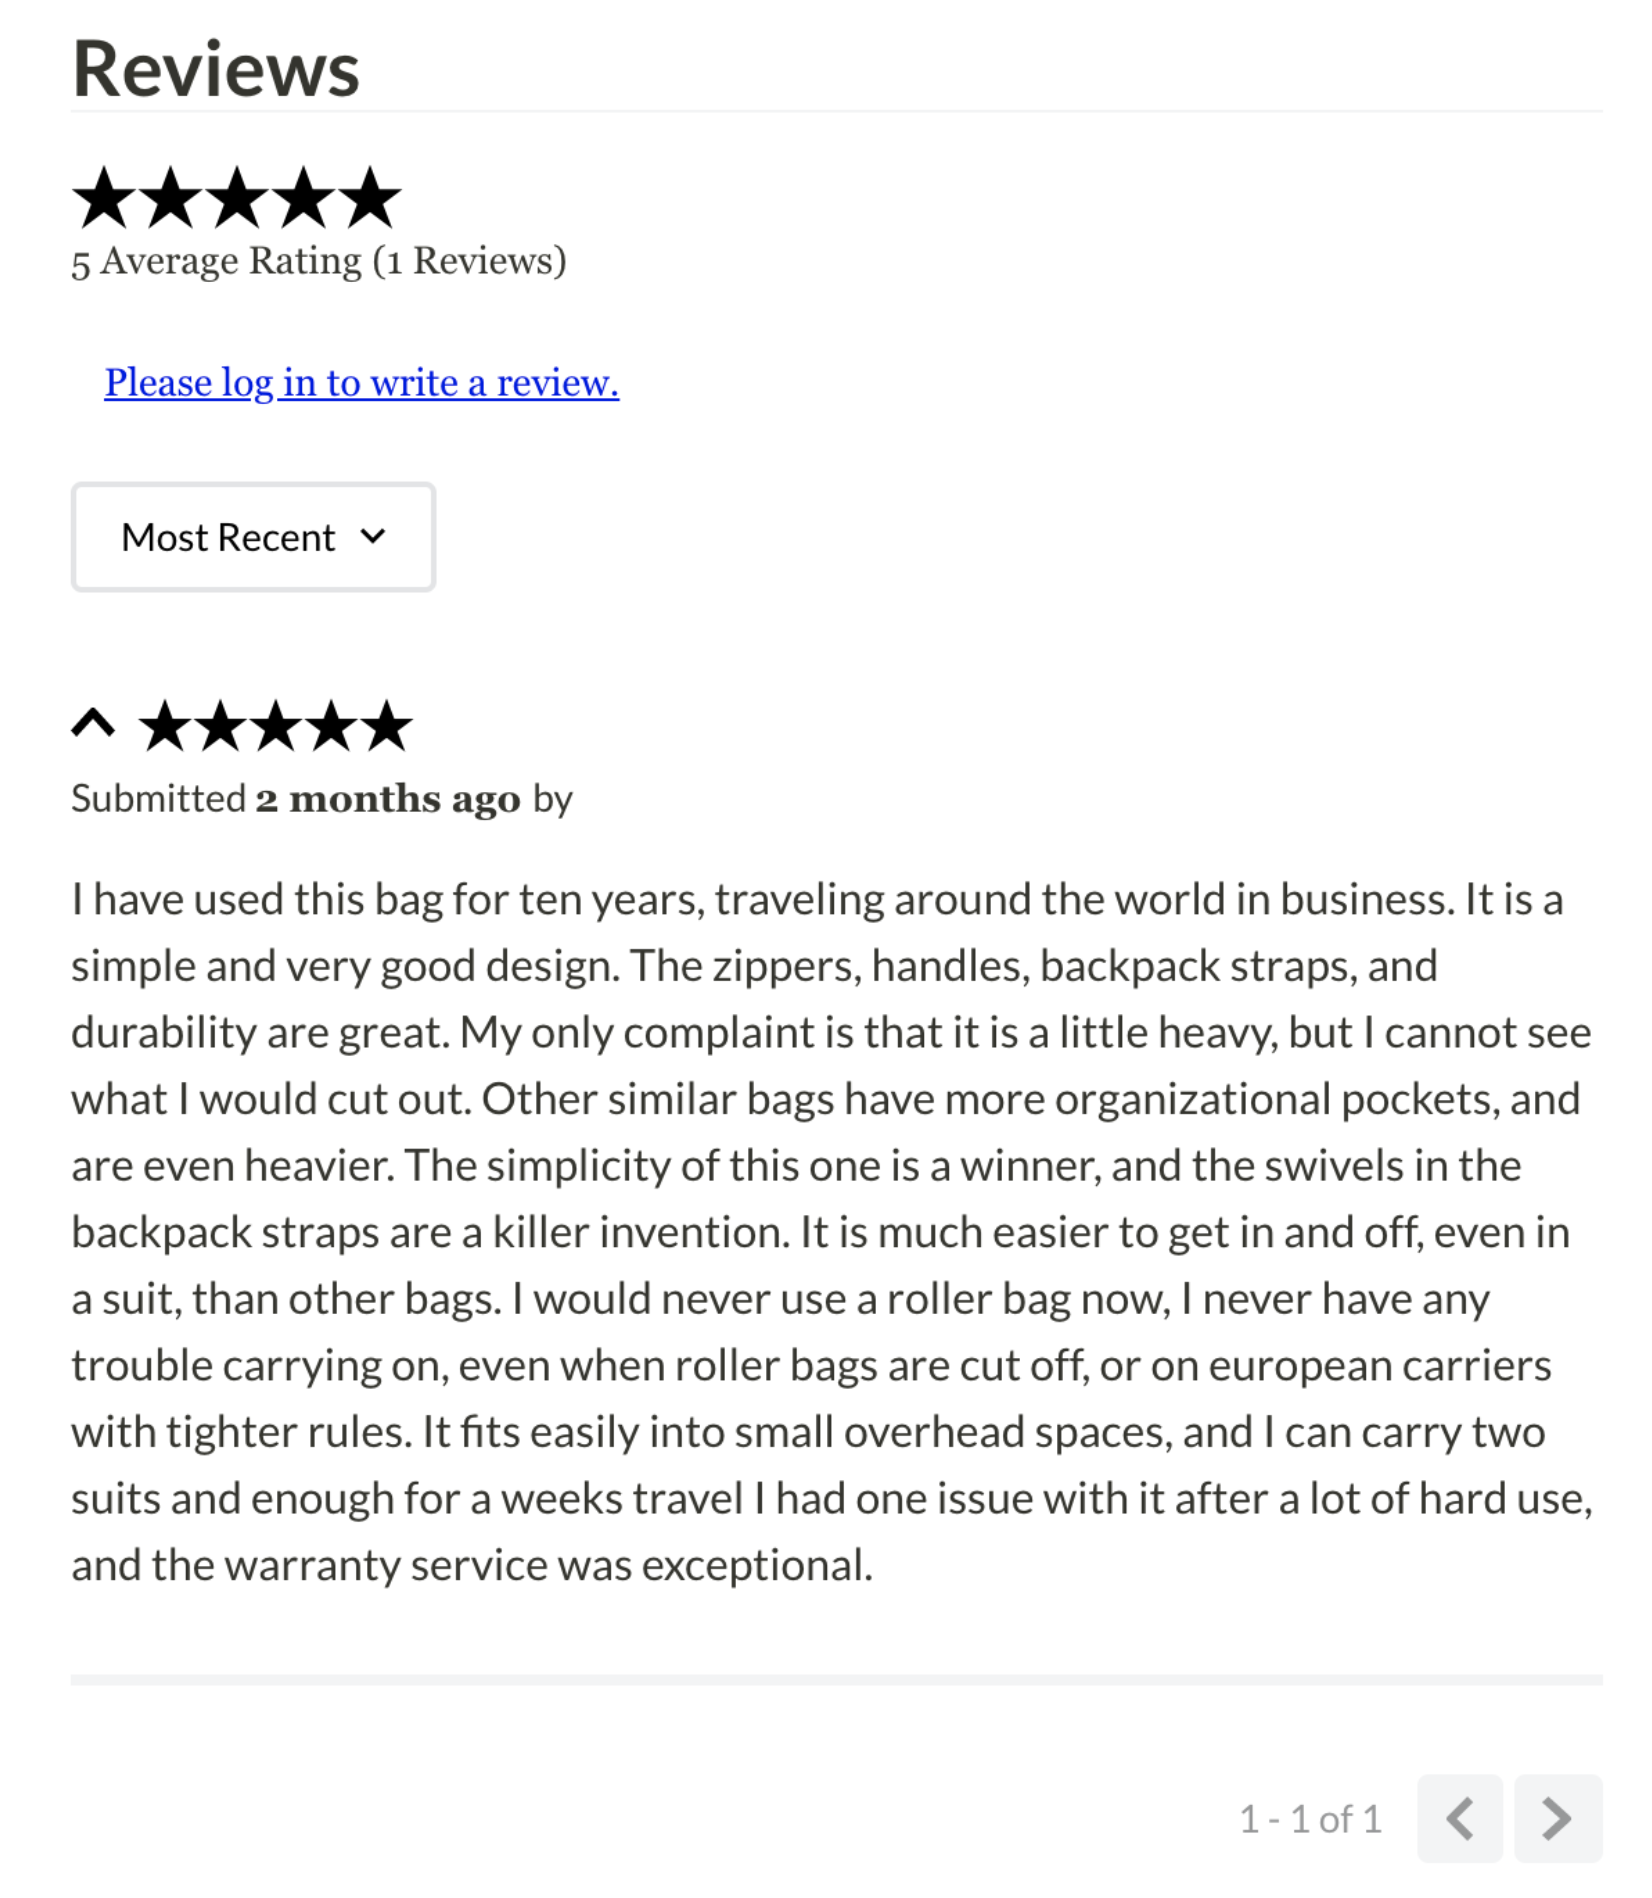 Reviews
5 Average Rating (1 Reviews)
Please log in to write a review.
Most Recent
Submitted 2 months ago by
I have used this bag for ten years, traveling around the world in business. It is a
simple and very good design. The zippers, handles, backpack straps, and
durability are great. My only complaint is that it is a little heavy, but I cannot see
what I would cut out. Other similar bags have more organizational pockets, and
are even heavier. The simplicity of this one is a winner, and the swivels in the
backpack straps are a killer invention. It is much easier to get in and off, even in
a suit, than other bags. I would never use a roller bag now, I never have any
trouble carrying on, even when roller bags are cut off, or on european carriers
with tighter rules. It fits easily into small overhead spaces, and I can carry two
suits and enough for a weeks travel I had one issue with it after a lot of hard use,
and the warranty service was exceptional.
1 - 1 of 1